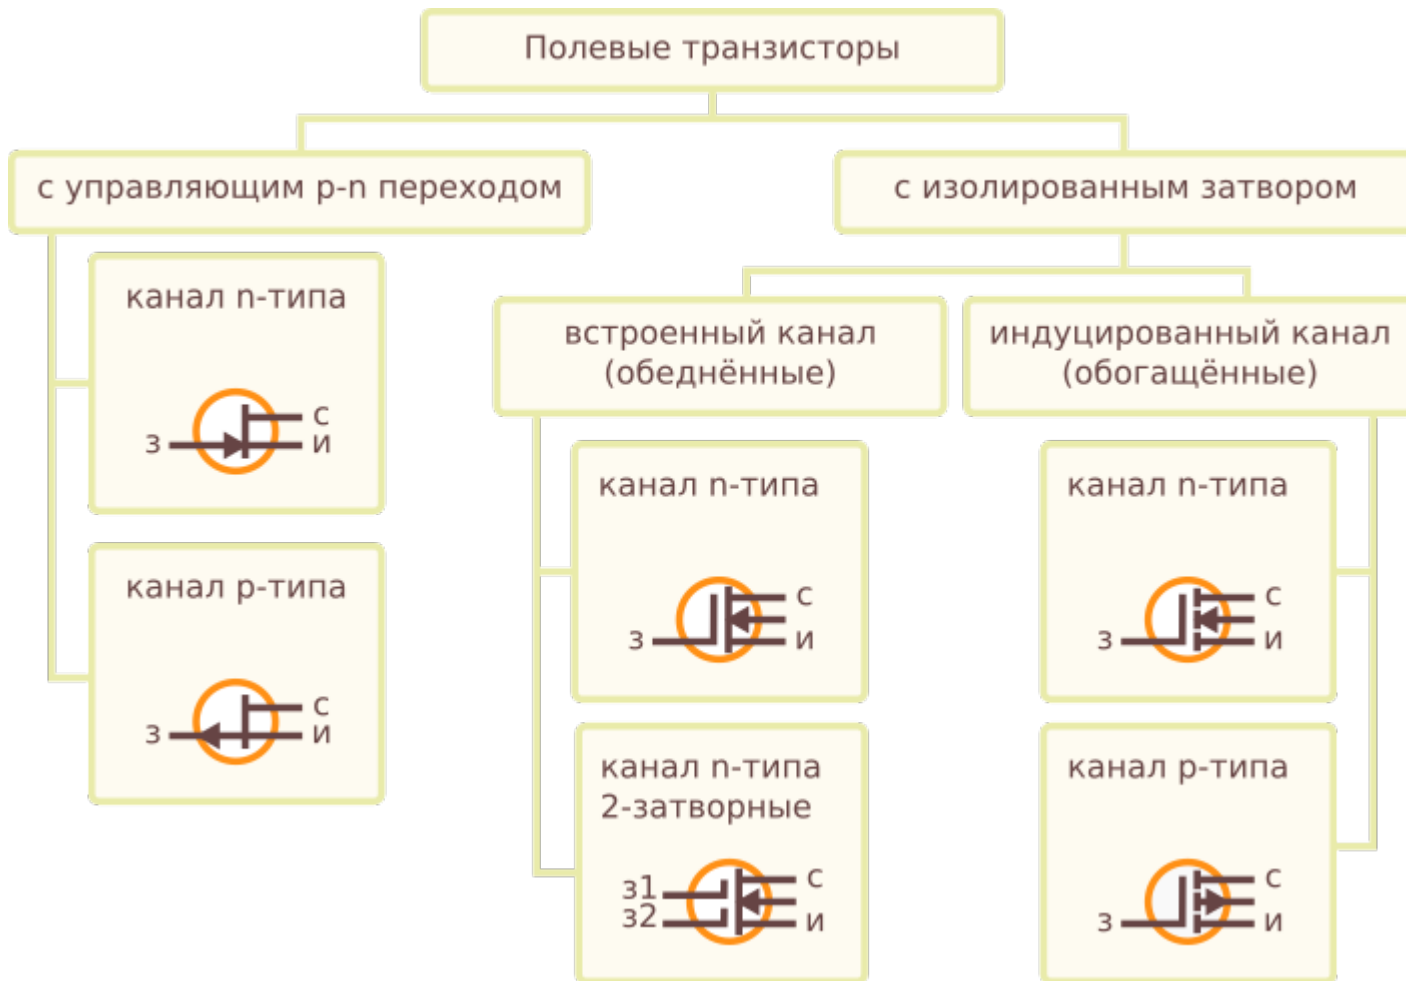 Полевые транзисторы
с управляющим p-n переходом
с изолированным затвором
канал n-типа
з
с
и
канал p-типа
з
с
и
встроенный канал
(обеднённые)
индуцированный канал
(обогащённые)
канал n-типа
з
с
и
канал n-типа
2-затворные
з1
з2
с
и
канал n-типа
з
с
и
канал p-типа
з
с
и